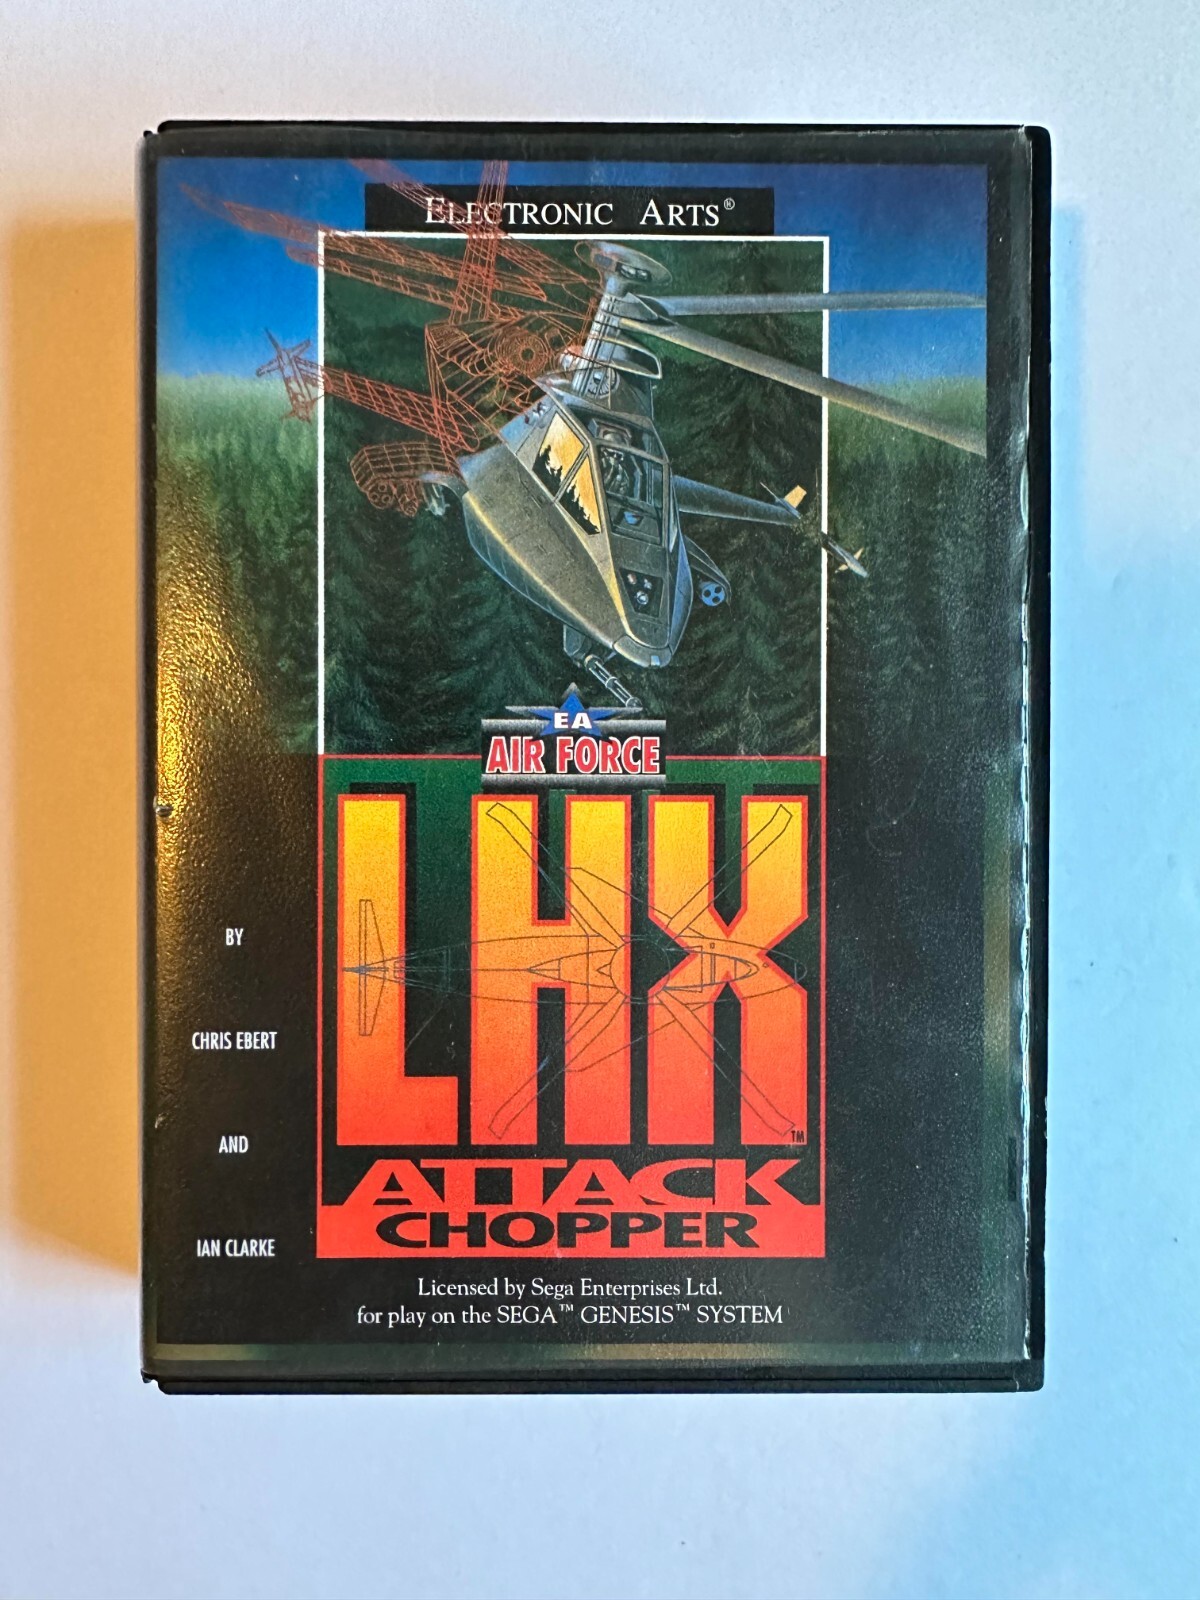 ELECTRONIC ARTS®
EA
AIR FORCE
LHX™
ATTACK
CHOPPER
BY
CHRIS EBERT
AND
IAN CLARKE
Licensed by Sega Enterprises Ltd.
for play on the SEGA™ GENESIS™ SYSTEM